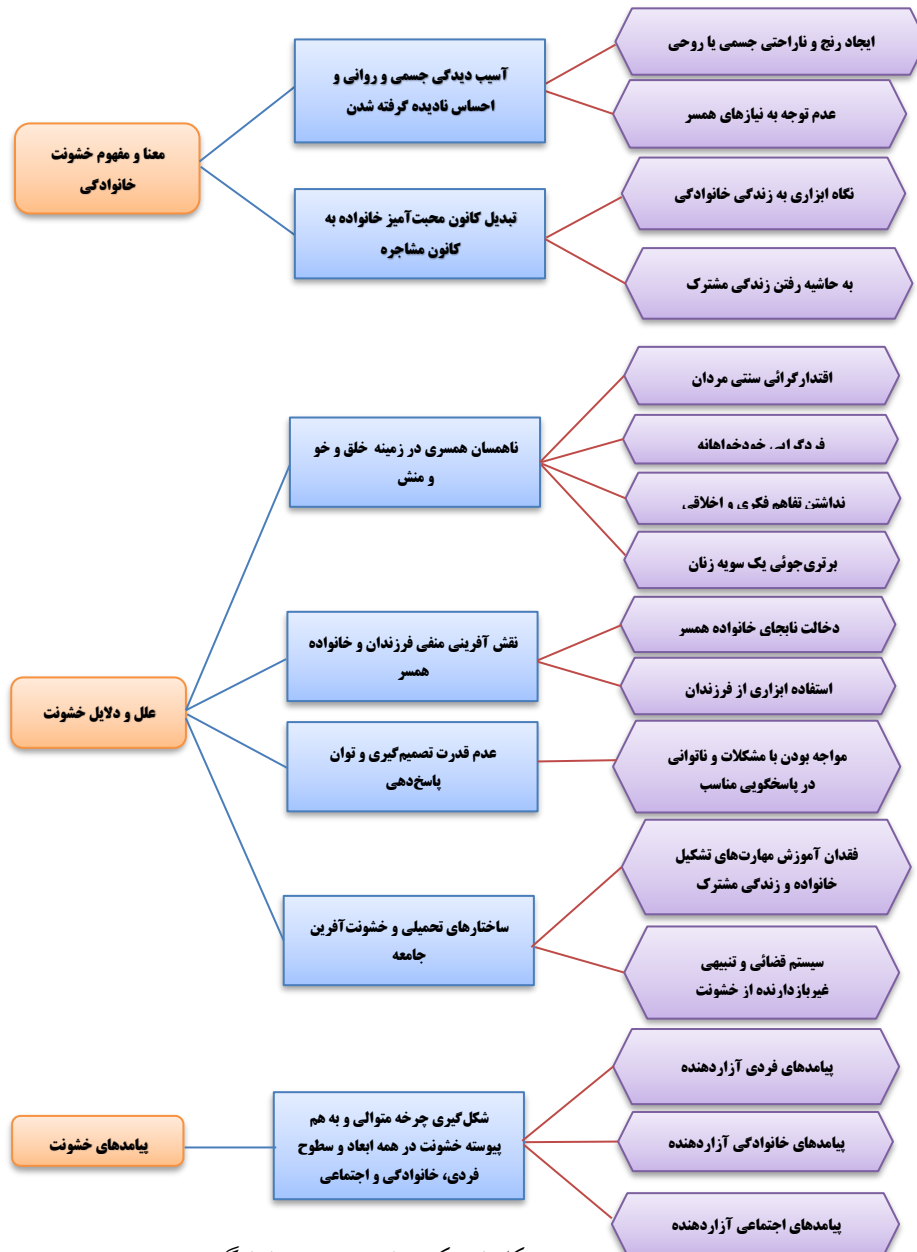 ایجاد رنج و ناراحتی جسمی یا روحی
آسیب دیدگی جسمی و روانی و
احساس نادیده گرفته شدن
عدم توجه به نیازهای همسر
معنا و مفهوم خشونت
خانوادگی
نگاه ابزاری به زندگی خانوادگی
تبدیل کانون محبت‌آمیز خانواده به
کانون مشاجره
به حاشیه رفتن زندگی مشترک
اقتدارگرائی سنتی مردان
ناهمسان همسری در زمینه خلق و خو
و منش
فردگرایی خودخواهانه
نداشتن تفاهم فکری و اخلاقی
برتری‌جوئی یک سویه زنان
دخالت نابجای خانواده همسر
نقش آفرینی منفی فرزندان و خانواده
همسر
استفاده ابزاری از فرزندان
علل و دلایل خشونت
عدم قدرت تصمیم‌گیری و توان
پاسخ‌دهی
مواجه بودن با مشکلات و ناتوانی
در پاسخگویی مناسب
فقدان آموزش مهارت‌های تشکیل
خانواده و زندگی مشترک
ساختارهای تحمیلی و خشونت‌آفرین
جامعه
سیستم قضائی و تنبیهی
غیربازدارنده از خشونت
پیامدهای فردی آزاردهنده
پیامدهای خشونت
شکل‌گیری چرخه متوالی و به هم
پیوسته خشونت در همه ابعاد و سطوح
فردی، خانوادگی و اجتماعی
پیامدهای خانوادگی آزاردهنده
پیامدهای اجتماعی آزاردهنده